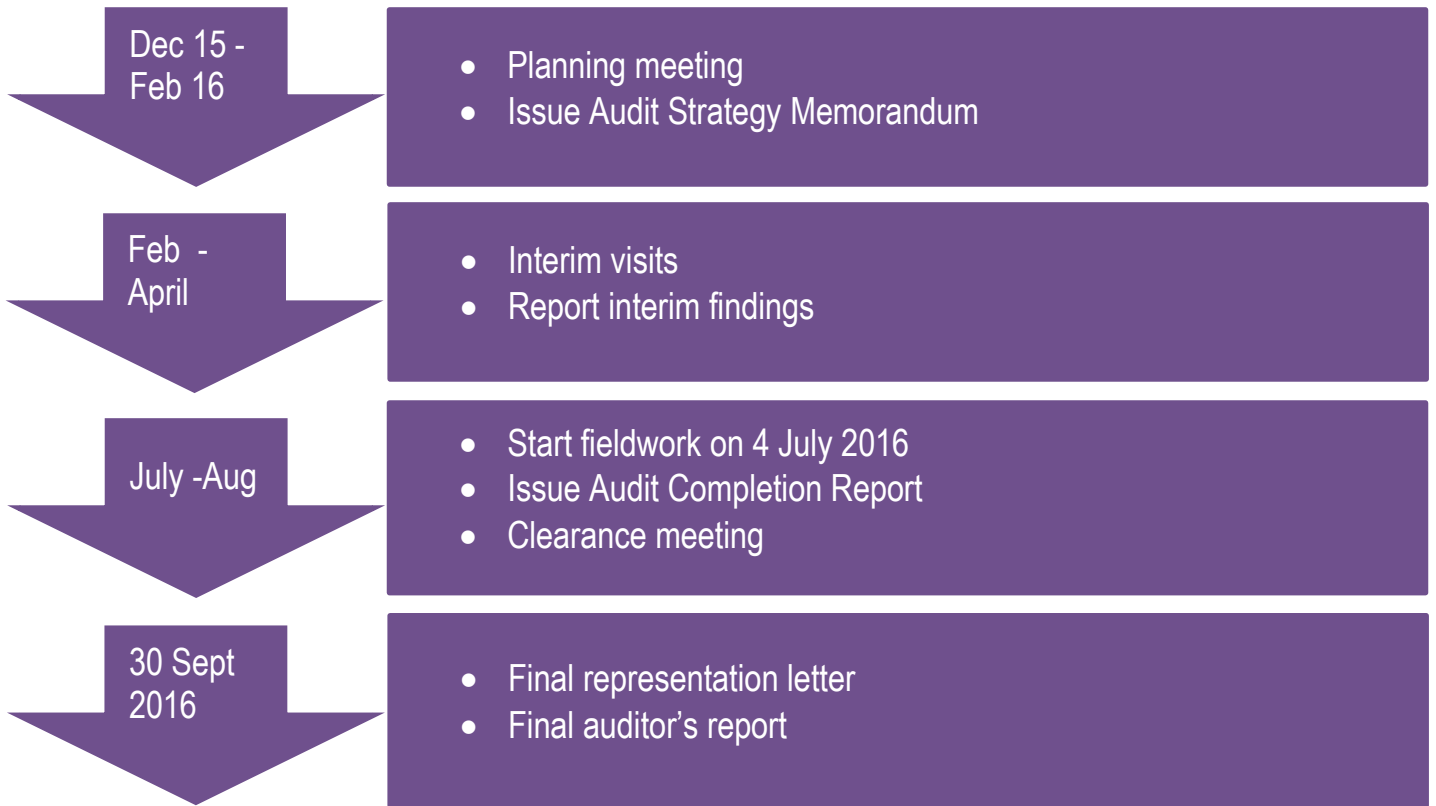 Dec 15 -
Feb 16
• Planning meeting
• Issue Audit Strategy Memorandum
Feb -
April
• Interim visits
• Report interim findings
July -Aug
• Start fieldwork on 4 July 2016
• Issue Audit Completion Report
• Clearance meeting
30 Sept
2016
• Final representation letter
• Final auditor’s report